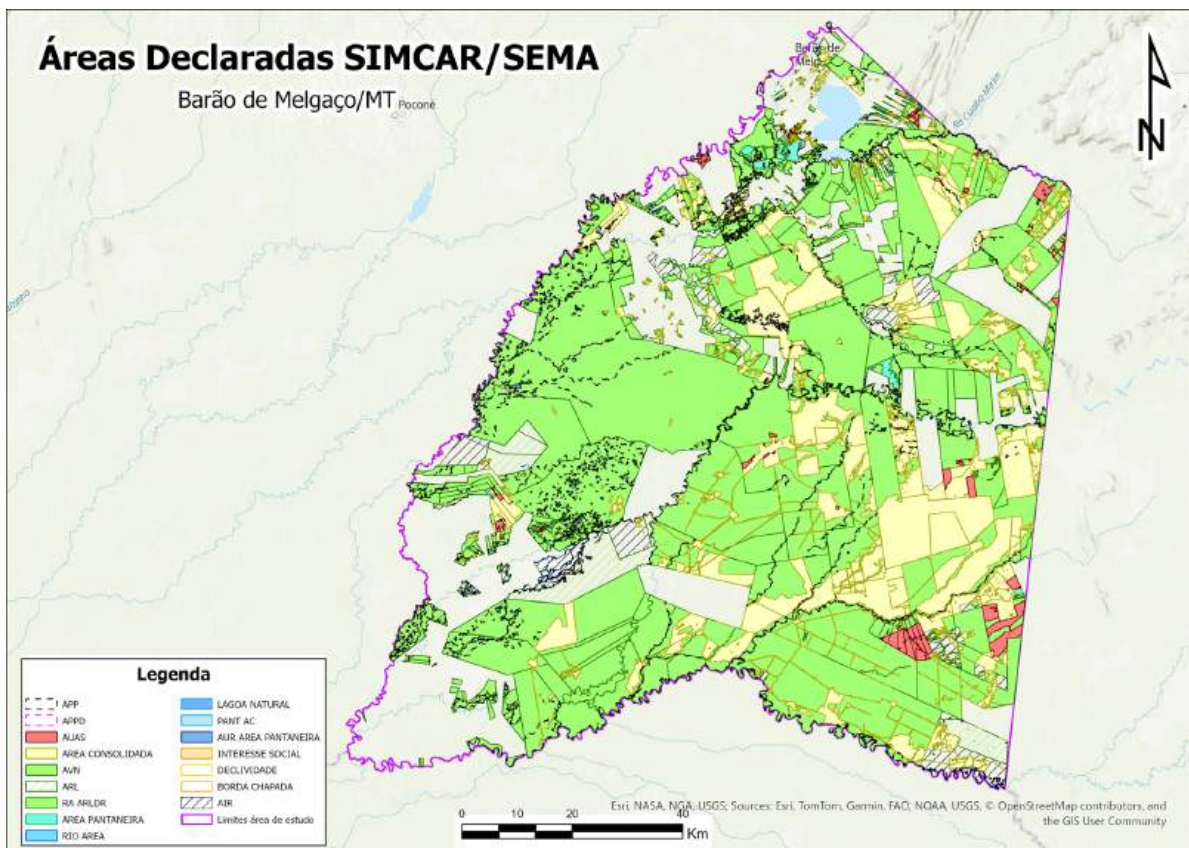 Áreas Declaradas SIMCAR/SEMA
Barão de Melgaço/MT
Poconé
Barão de
N
Legenda
APP
APPD
AUAS
AREA CONSOLIDADA
AVN
ARL
RA ARLDR
AREA PANTANEIRA
RIO AREA
LAGOA NATURAL
PANT AC
AUR AREA PANTANEIRA
INTERESSE SOCIAL
DECLIVIDADE
BORDA CHAPADA
AIR
Limites área de estudo
0 10 20 40
Km
Esri, NASA, NGA, USGS; Sources: Esri, TomTom, Garmin, FAO, NOAA, USGS, © OpenStreetMap contributors, and
the GIS User Community